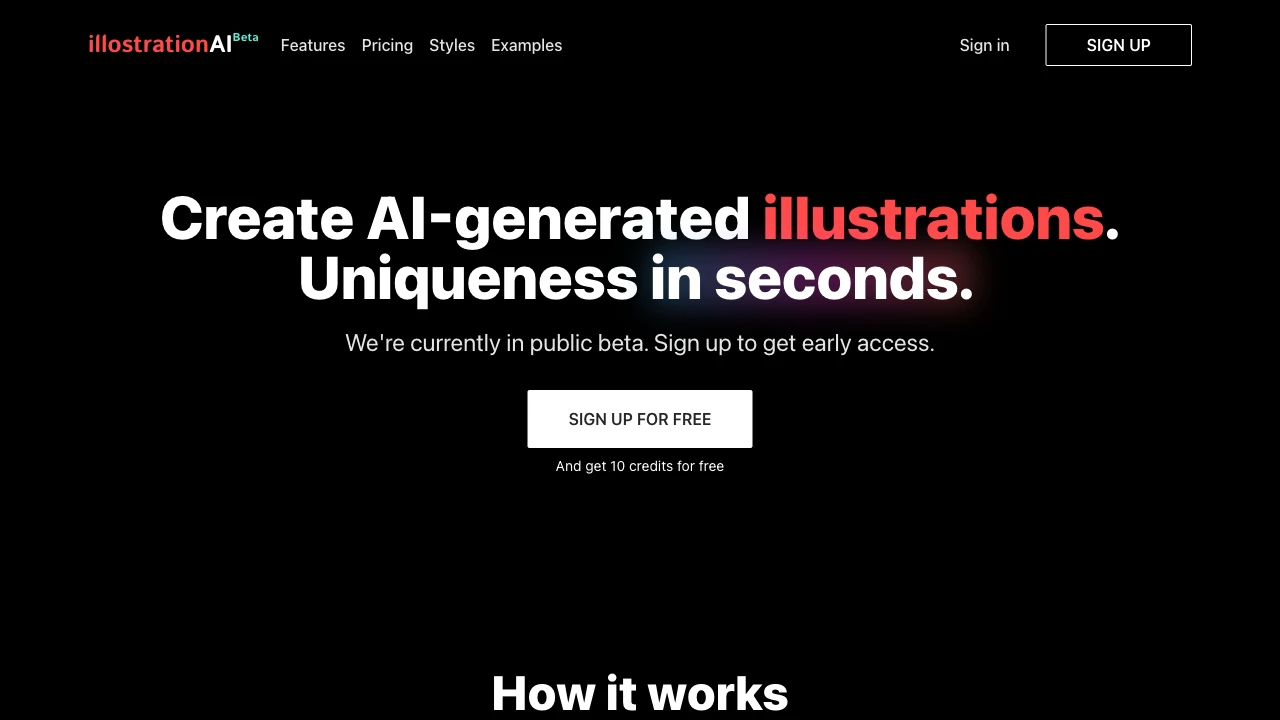 illostrationAI Beta
Features Pricing Styles Examples
Sign in SIGN UP
Create AI-generated illustrations.
Uniqueness in seconds.
We're currently in public beta. Sign up to get early access.
SIGN UP FOR FREE
And get 10 credits for free
How it works